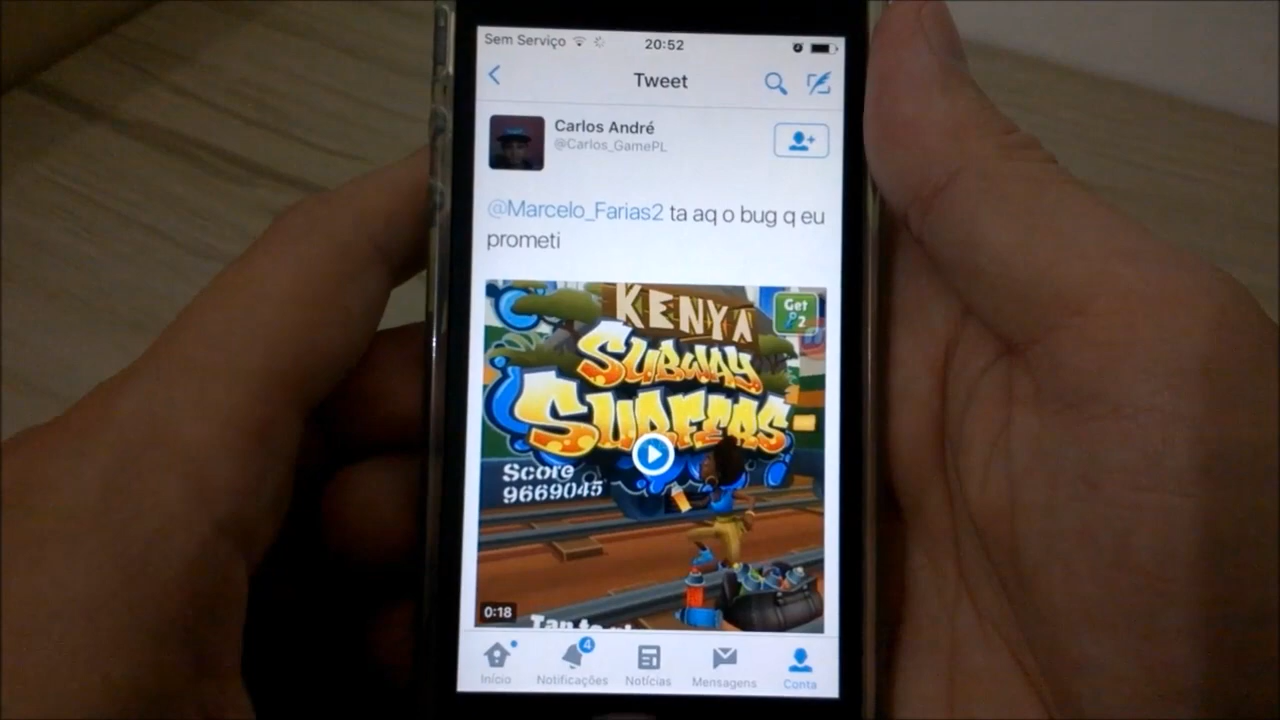 Sem Serviço
20:52
Tweet
Carlos André
@Carlos_GamePL
@Marcelo_Farias2 ta aq o bug q eu
prometi
KENYA
Get
2
SUBWAY
SURFERS
Score
9669045
0:18
4
Início
Notificações
Notícias
Mensagens
Conta